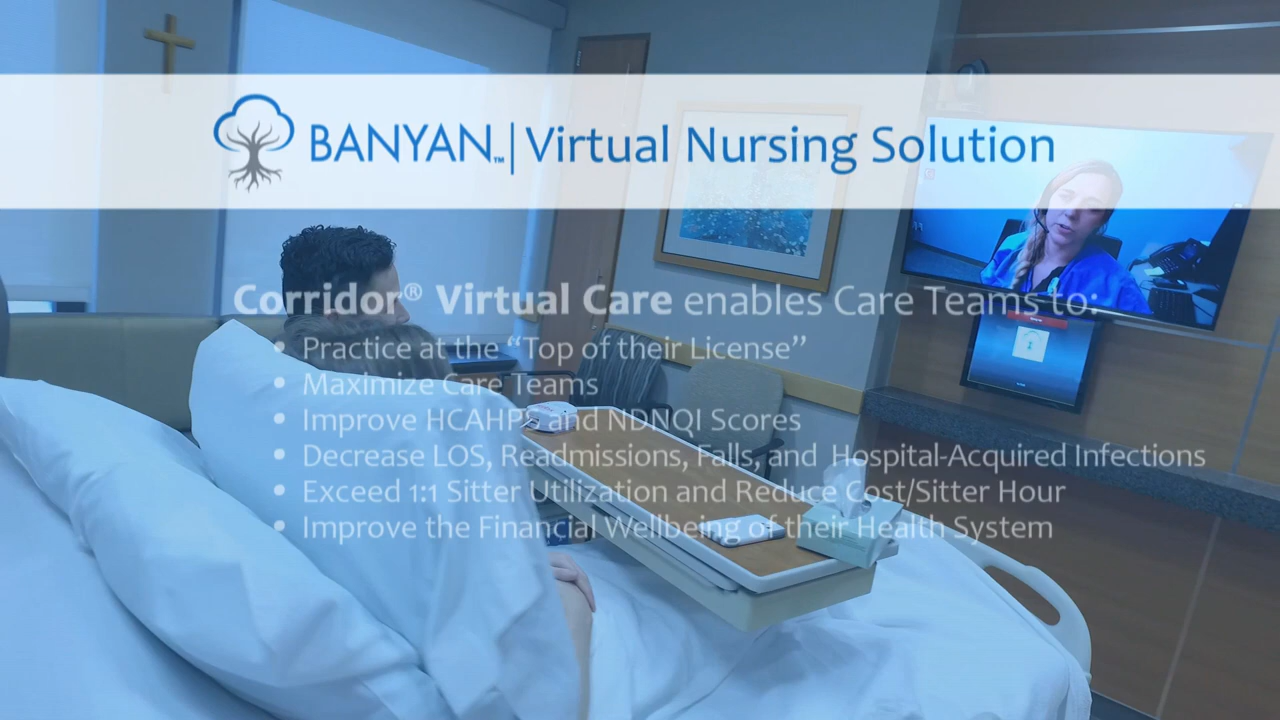 BANYAN™ | Virtual Nursing Solution
Corridor® Virtual Care enables Care Teams to:
• Practice at the “Top of their License”
• Maximize Care Teams
• Improve HCAHPS and NDNQI Scores
• Decrease LOS, Readmissions, Falls, and Hospital-Acquired Infections
• Exceed 1:1 Sitter Utilization and Reduce Cost/Sitter Hour
• Improve the Financial Wellbeing of their Health System